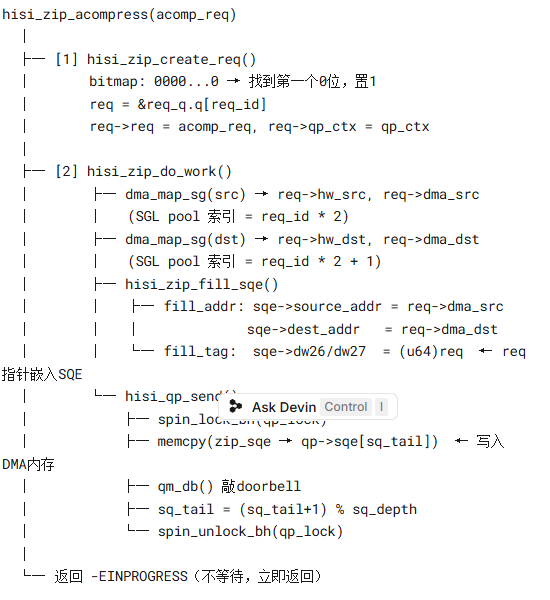 hisi_zip_acompress(acomp_req)
│
├── [1] hisi_zip_create_req()
│ bitmap: 0000...0 → 找到第一个0位，置1
│ req = &req_q.q[req_id]
│ req->req = acomp_req, req->qp_ctx = qp_ctx
│
├── [2] hisi_zip_do_work()
│ ├── dma_map_sg(src) → req->hw_src, req->dma_src
│ │ (SGL pool 索引 = req_id * 2)
│ ├── dma_map_sg(dst) → req->hw_dst, req->dma_dst
│ │ (SGL pool 索引 = req_id * 2 + 1)
│ ├── hisi_zip_fill_sqe()
│ │ ├── fill_addr: sqe->source_addr = req->dma_src
│ │ │ sqe->dest_addr = req->dma_dst
│ │ └── fill_tag: sqe->dw26/dw27 = (u64)req ← req
指针嵌入SQE
│ └── hisi_qp_send()
Ask Devin Control I
│ ├── spin_lock_bh(qp_lock)
│ ├── memcpy(zip_sqe → qp->sqe[sq_tail]) ← 写入
DMA内存
│ ├── qm_db() 敲doorbell
│ ├── sq_tail = (sq_tail+1) % sq_depth
│ └── spin_unlock_bh(qp_lock)
│
└── 返回 -EINPROGRESS（不等待，立即返回）